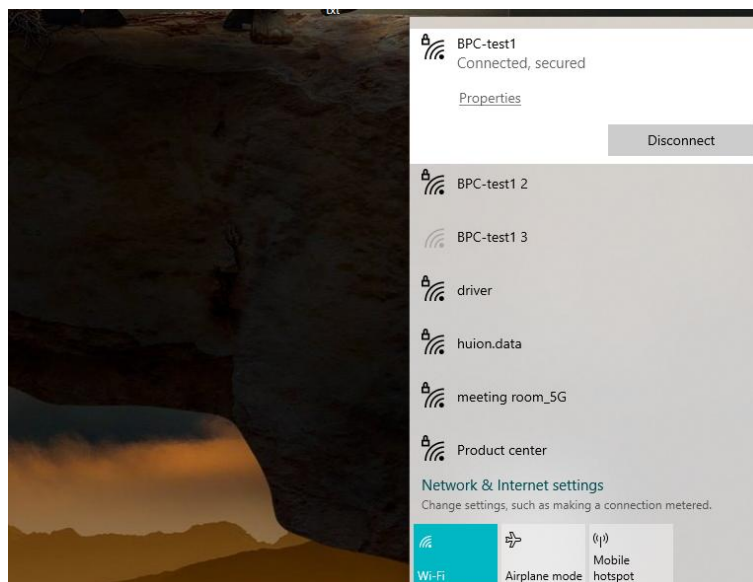 txt
BPC-test1
Connected, secured
Properties
Disconnect
BPC-test1 2
BPC-test1 3
driver
huion.data
meeting room_5G
Product center
Network & Internet settings
Change settings, such as making a connection metered.
Wi-Fi
Airplane mode
Mobile
hotspot